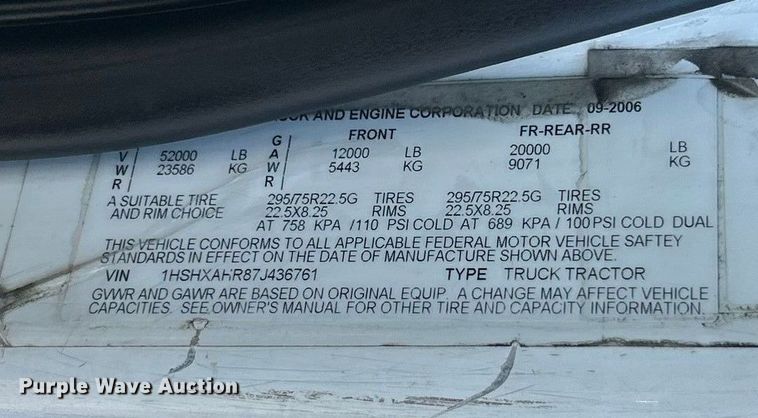 CK AND ENGINE CORPORATION DATE 09-2006
G FRONT FR-REAR-RR
V 52000 LB A 12000 LB 20000 LB
W 23586 KG W 5443 KG 9071 KG
R R
A SUITABLE TIRE 295/75R22.5G TIRES 295/75R22.5G TIRES
AND RIM CHOICE 22.5X8.25 RIMS 22.5X8.25 RIMS
AT 758 KPA /110 PSI COLD AT 689 KPA / 100 PSI COLD DUAL
THIS VEHICLE CONFORMS TO ALL APPLICABLE FEDERAL MOTOR VEHICLE SAFTEY
STANDARDS IN EFFECT ON THE DATE OF MANUFACTURE SHOWN ABOVE.
VIN 1HSHXAHR87J436761 TYPE TRUCK TRACTOR
GVWR AND GAWR ARE BASED ON ORIGINAL EQUIP. A CHANGE MAY AFFECT VEHICLE
CAPACITIES. SEE OWNER'S MANUAL FOR OTHER TIRE AND CAPACITY INFORMATION.
Purple Wave Auction